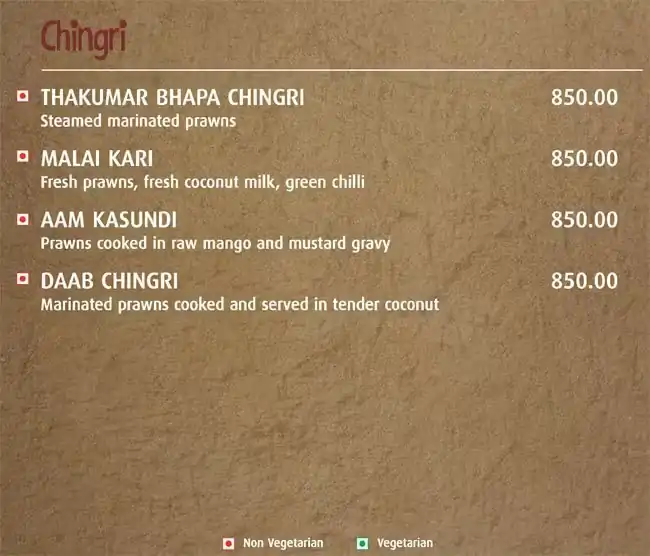 Chingri
THAKUMAR BHAPA CHINGRI 850.00
Steamed marinated prawns
MALAI KARI 850.00
Fresh prawns, fresh coconut milk, green chilli
AAM KASUNDI 850.00
Prawns cooked in raw mango and mustard gravy
DAAB CHINGRI 850.00
Marinated prawns cooked and served in tender coconut
Non Vegetarian Vegetarian